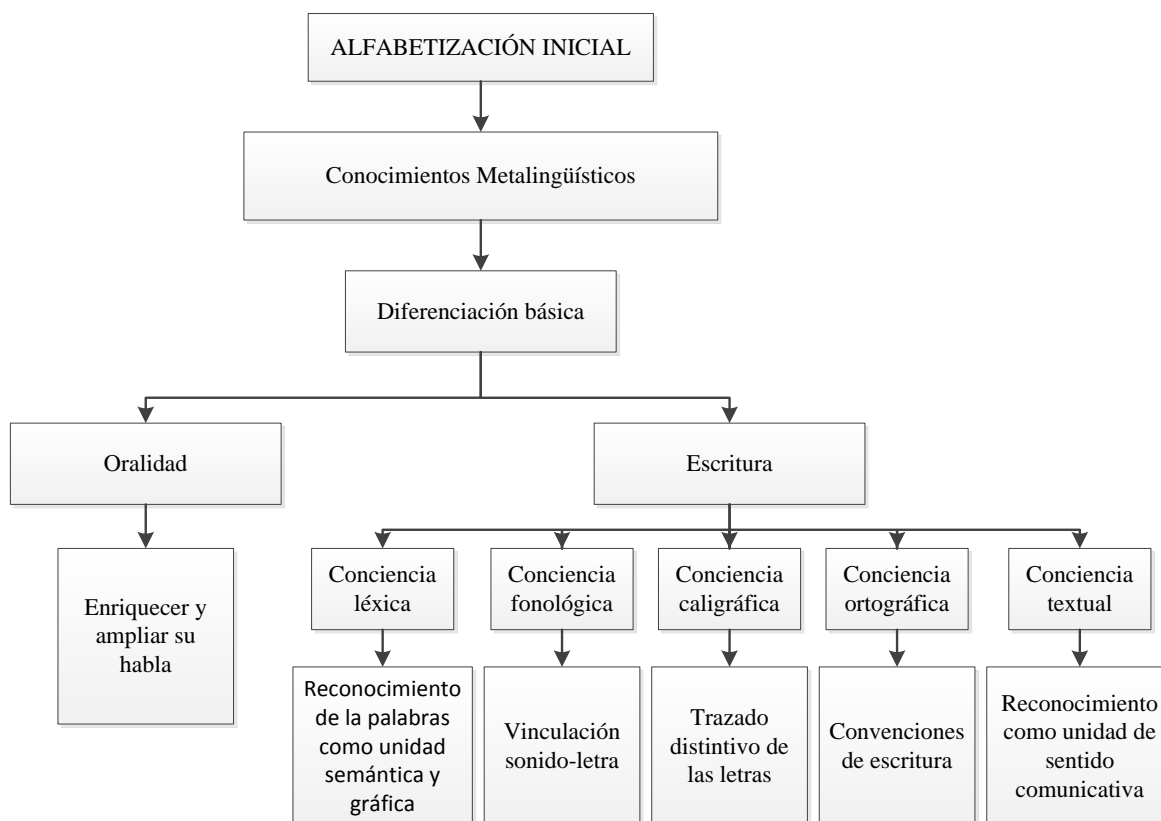 ALFABETIZACIÓN INICIAL
Conocimientos Metalingüísticos
Diferenciación básica
Oralidad
Escritura
Enriquecer y
ampliar su
habla
Conciencia
léxica
Conciencia
fonológica
Conciencia
caligráfica
Conciencia
ortográfica
Conciencia
textual
Reconocimiento
de la palabras
como unidad
semántica y
gráfica
Vinculación
sonido-letra
Trazado
distintivo de
las letras
Convenciones
de escritura
Reconocimiento
como unidad de
sentido
comunicativa